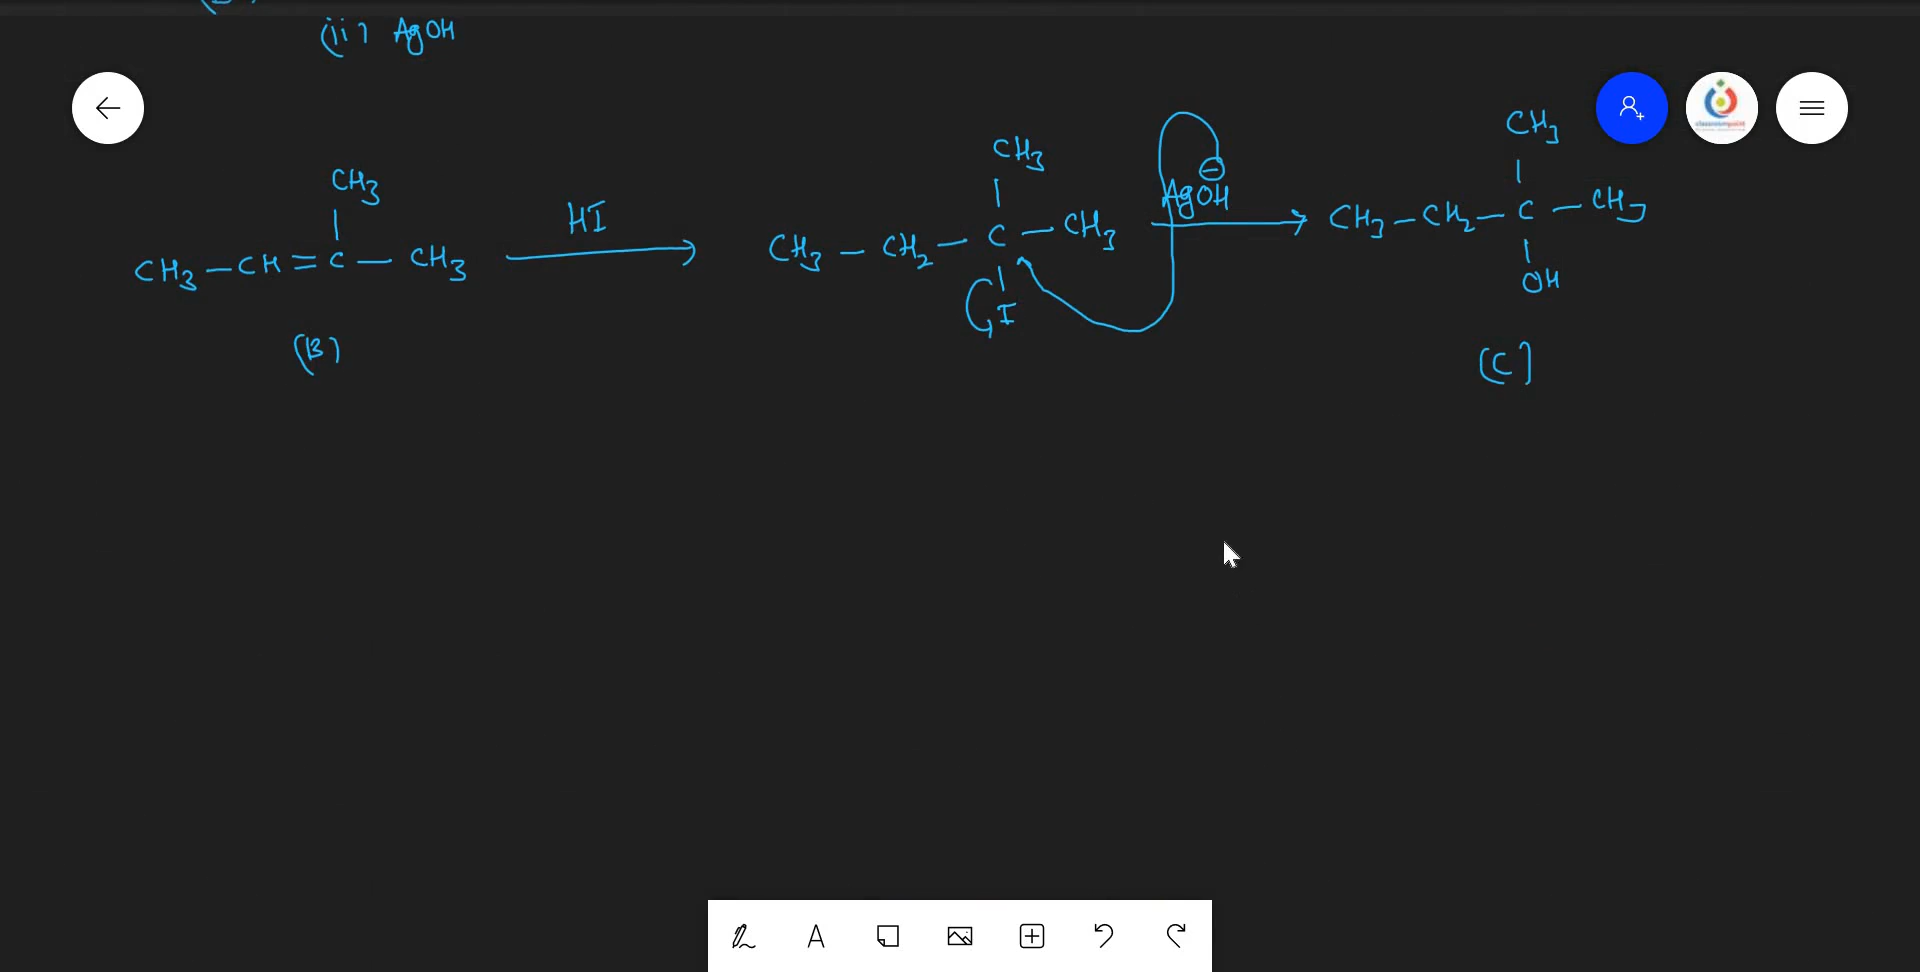 (ii) AgOH
CH3
CH3 — CH = C — CH3
(B)
HI
CH3
CH3 — CH2 — C — CH3
I
AgOH
CH3
CH3 — CH2 — C — CH3
OH
(C)
A